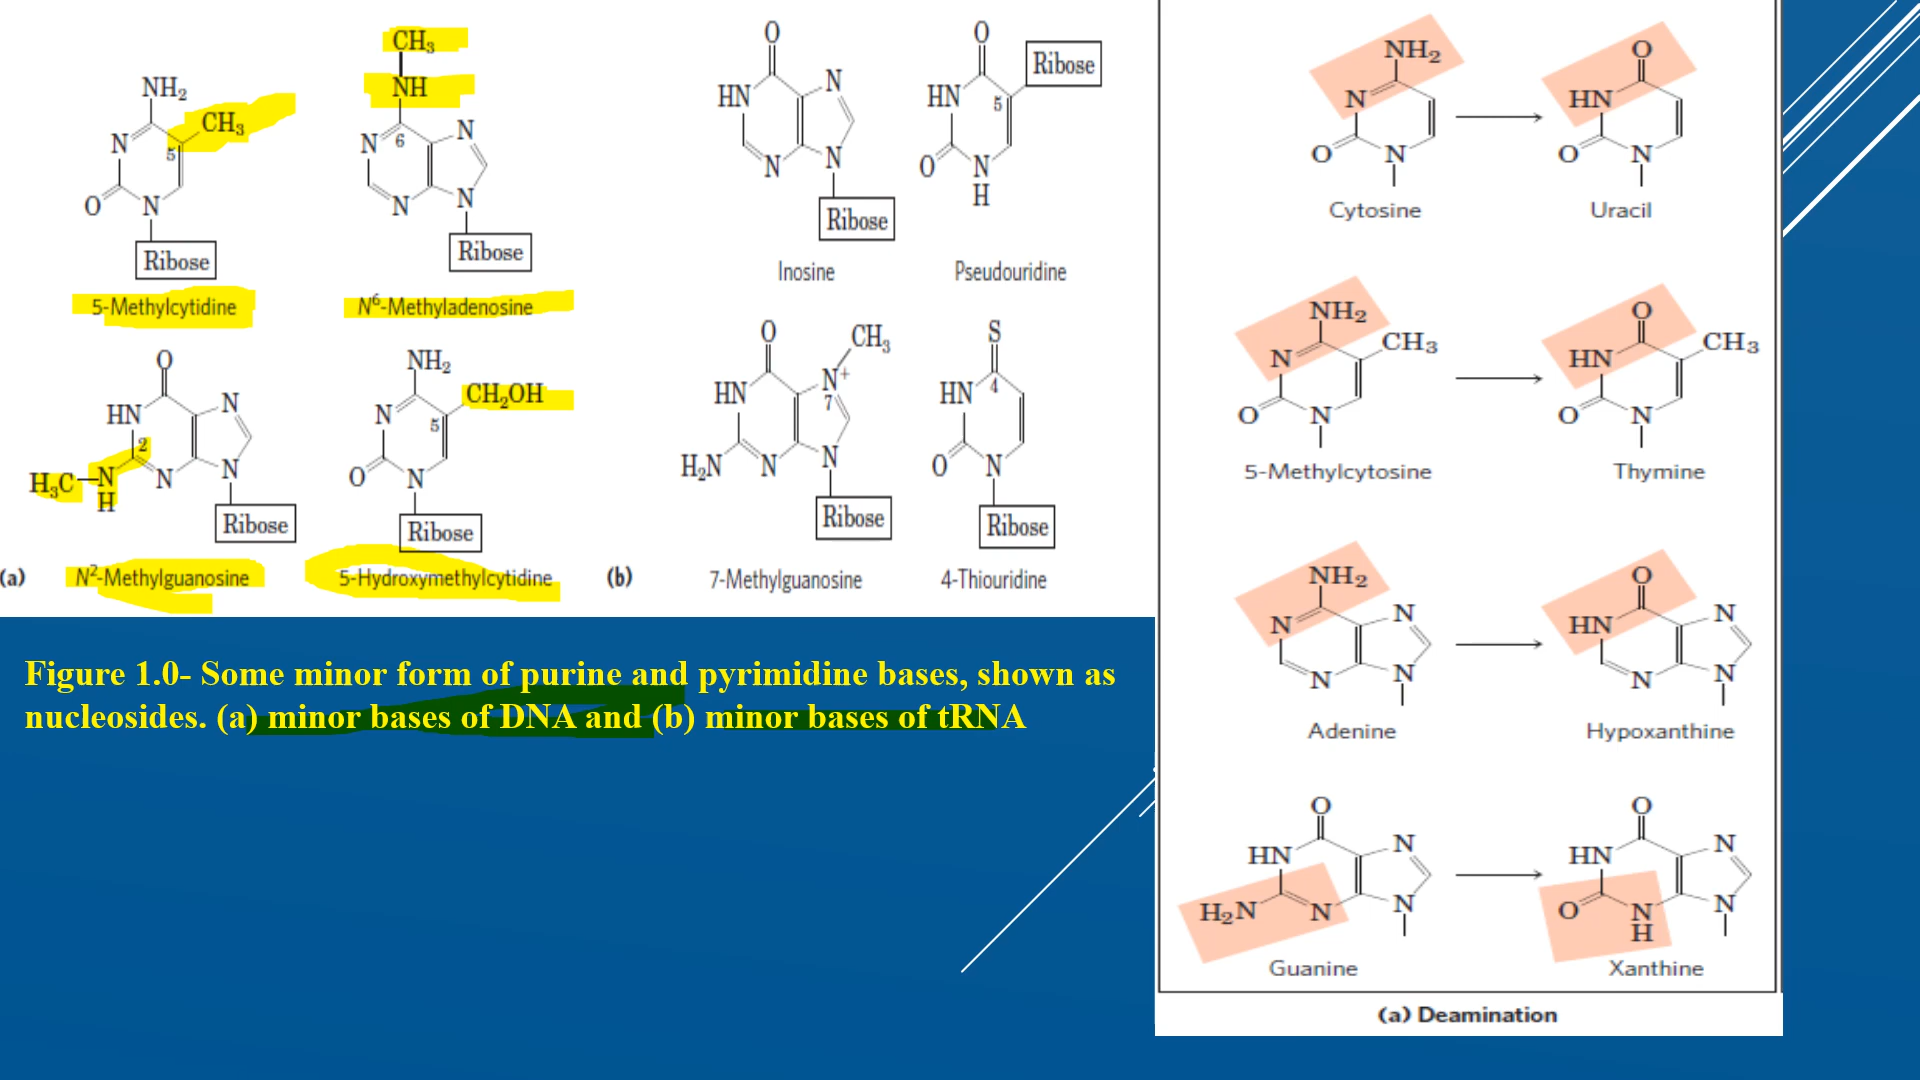 NH₂
CH₃
N
5
O
N
Ribose
5-Methylcytidine
CH₃
NH
N
6
N
N
N
Ribose
N⁶-Methyladenosine
O
HN
N
2
H₃C
N
H
N
N
Ribose
(a)
N²-Methylguanosine
NH₂
CH₂OH
N
5
O
N
Ribose
5-Hydroxymethylcytidine
O
HN
N
N
N
Ribose
Inosine
O
Ribose
HN
5
O
N
H
Pseudouridine
(b)
O
CH₃
HN
N⁺
7
H₂N
N
N
Ribose
7-Methylguanosine
S
HN
4
O
N
Ribose
4-Thiouridine
Figure 1.0- Some minor form of purine and pyrimidine bases, shown as
nucleosides. (a) minor bases of DNA and (b) minor bases of tRNA
NH₂
N
O
N
Cytosine
O
HN
O
N
Uracil
NH₂
CH₃
N
O
N
5-Methylcytosine
O
CH₃
HN
O
N
Thymine
NH₂
N
N
N
N
Adenine
O
HN
N
N
N
Hypoxanthine
O
HN
N
H₂N
N
N
Guanine
O
HN
N
O
N
H
N
Xanthine
(a) Deamination